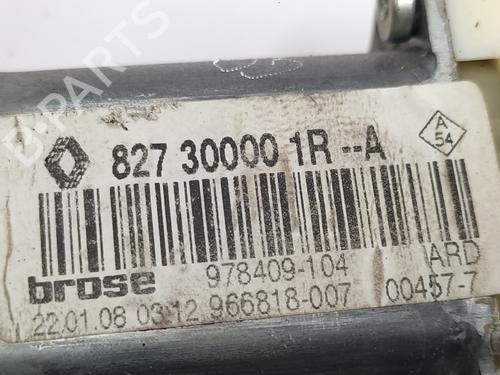 B-PARTS
827 30000 1R --A
A
54
brose
978409-104
ARD
22.01.08 03:12 966818-007
00457-7